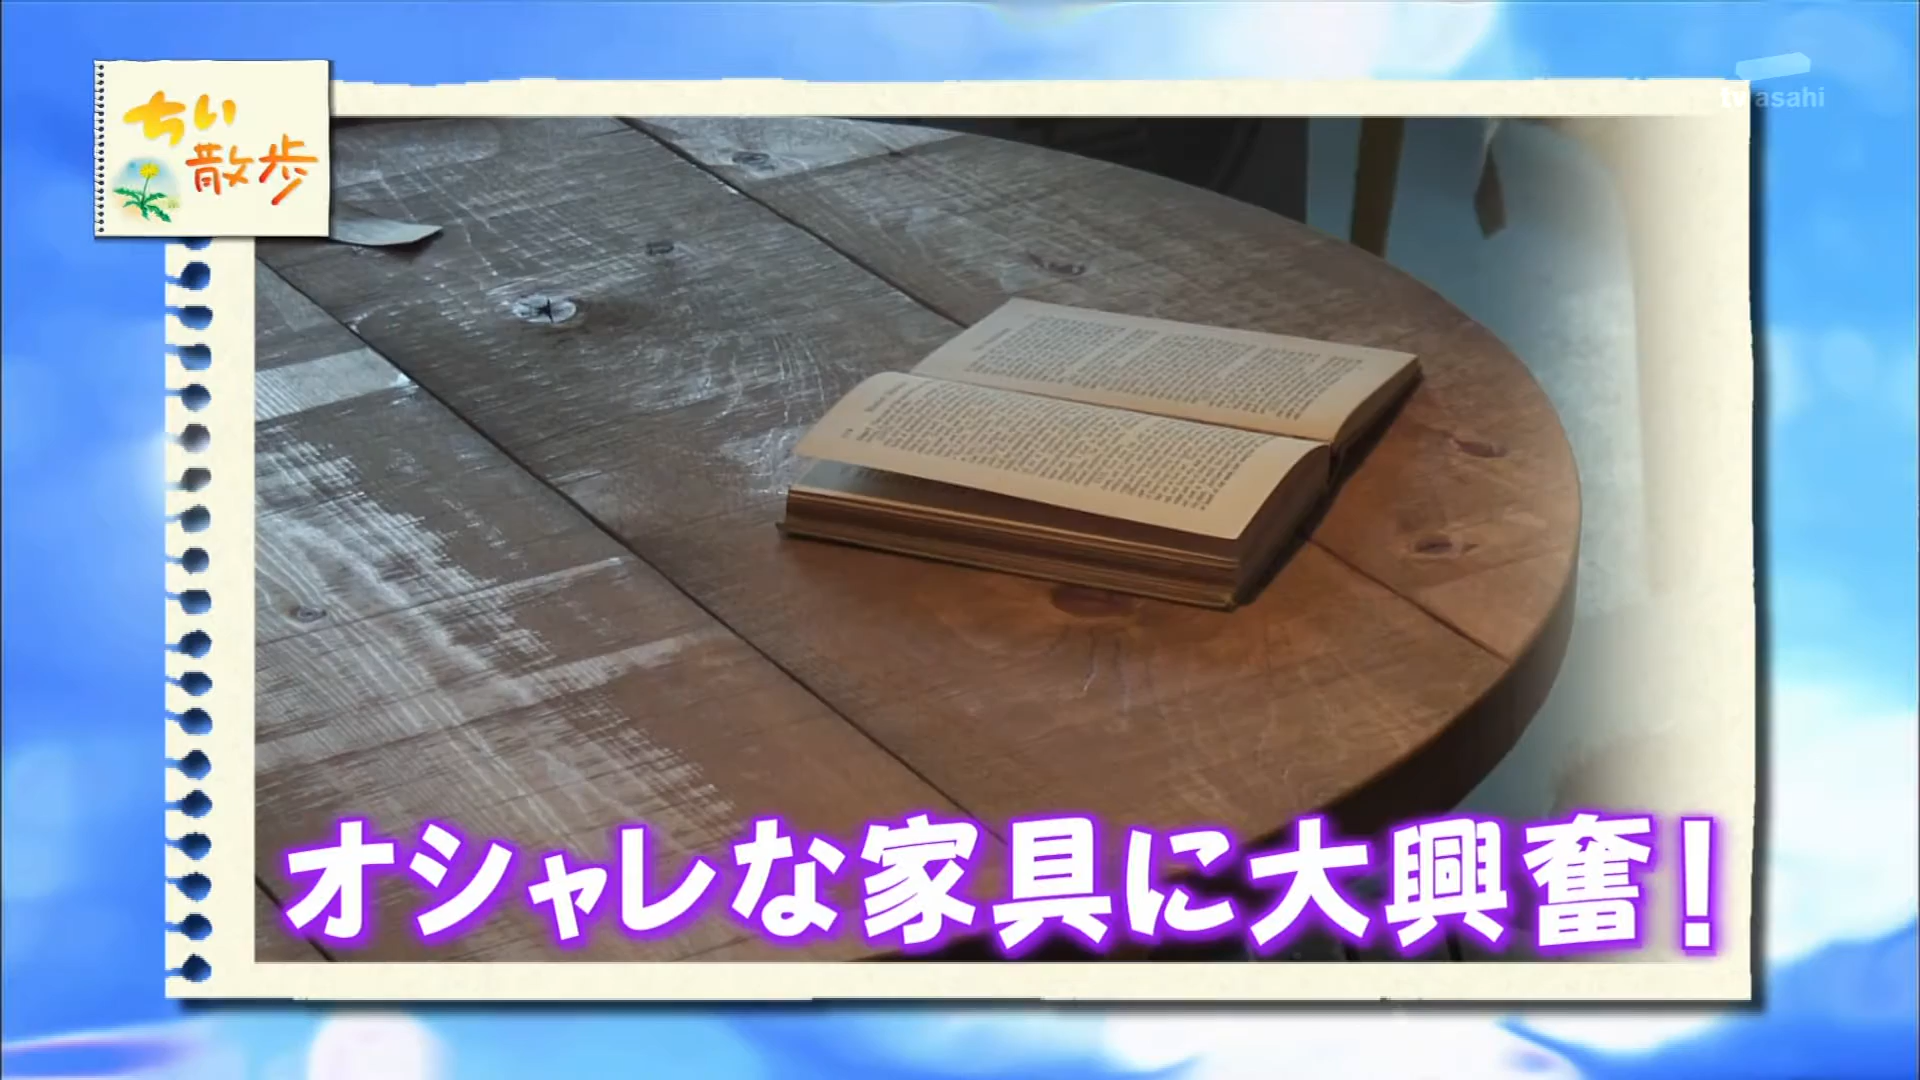 ちい
散歩
tv asahi
オシャレな家具に大興奮!